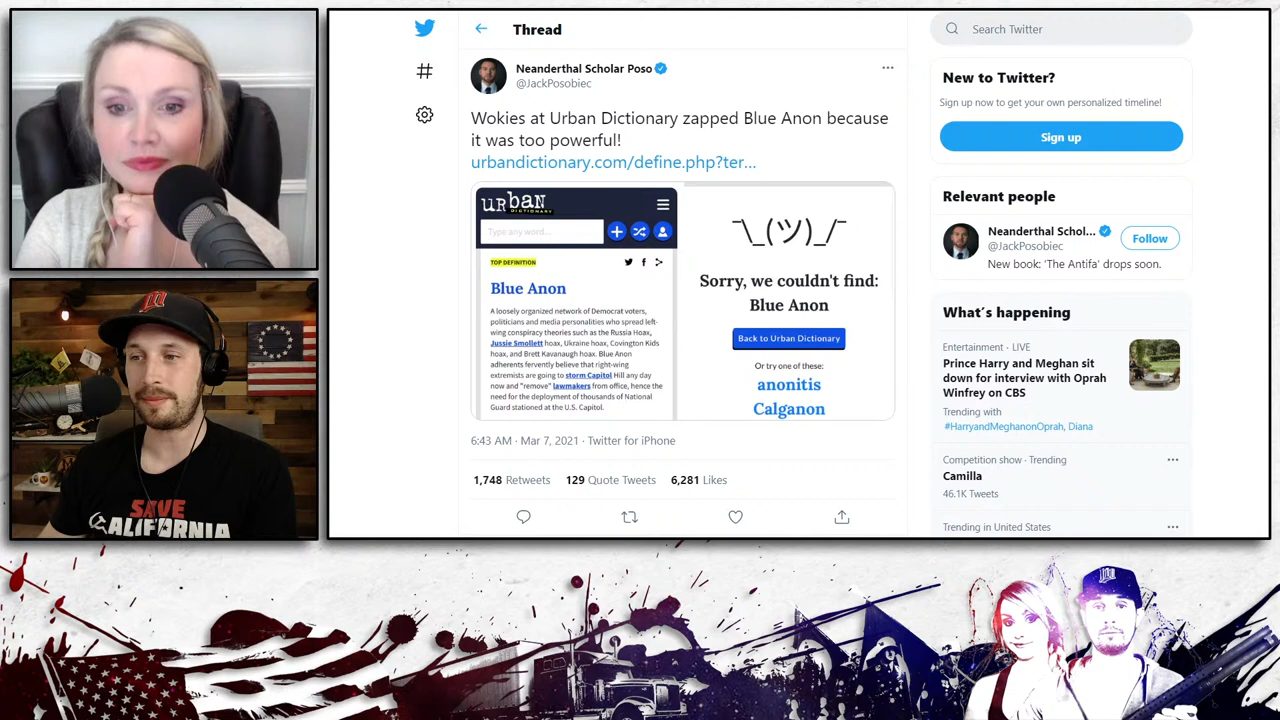 Thread
Neanderthal Scholar Poso
@JackPosobiec
Wokies at Urban Dictionary zapped Blue Anon because
it was too powerful!
urbandictionary.com/define.php?ter...
urban
DICTIONARY
Type any word...
TOP DEFINITION
Blue Anon
A loosely organized network of Democrat voters,
politicians and media personalities who spread left-
wing conspiracy theories such as the Russia Hoax,
Jussie Smollett hoax, Ukraine hoax, Covington Kids
hoax, and Brett Kavanaugh hoax. Blue Anon
adherents fervently believe that right-wing
extremists are going to storm Capitol Hill any day
now and "remove" lawmakers from office, hence the
need for the deployment of thousands of National
Guard stationed at the U.S. Capitol.
¯\_(ツ)_/¯
Sorry, we couldn't find:
Blue Anon
Back to Urban Dictionary
Or try one of these:
anonitis
Calganon
6:43 AM · Mar 7, 2021 · Twitter for iPhone
1,748 Retweets 129 Quote Tweets 6,281 Likes
Search Twitter
New to Twitter?
Sign up now to get your own personalized timeline!
Sign up
Relevant people
Neanderthal Schol...
@JackPosobiec
Follow
New book: 'The Antifa' drops soon.
What's happening
Entertainment · LIVE
Prince Harry and Meghan sit
down for interview with Oprah
Winfrey on CBS
Trending with
#HarryandMeghanonOprah, Diana
Competition show · Trending
Camilla
46.1K Tweets
Trending in United States
SAVE
CALIFORNIA